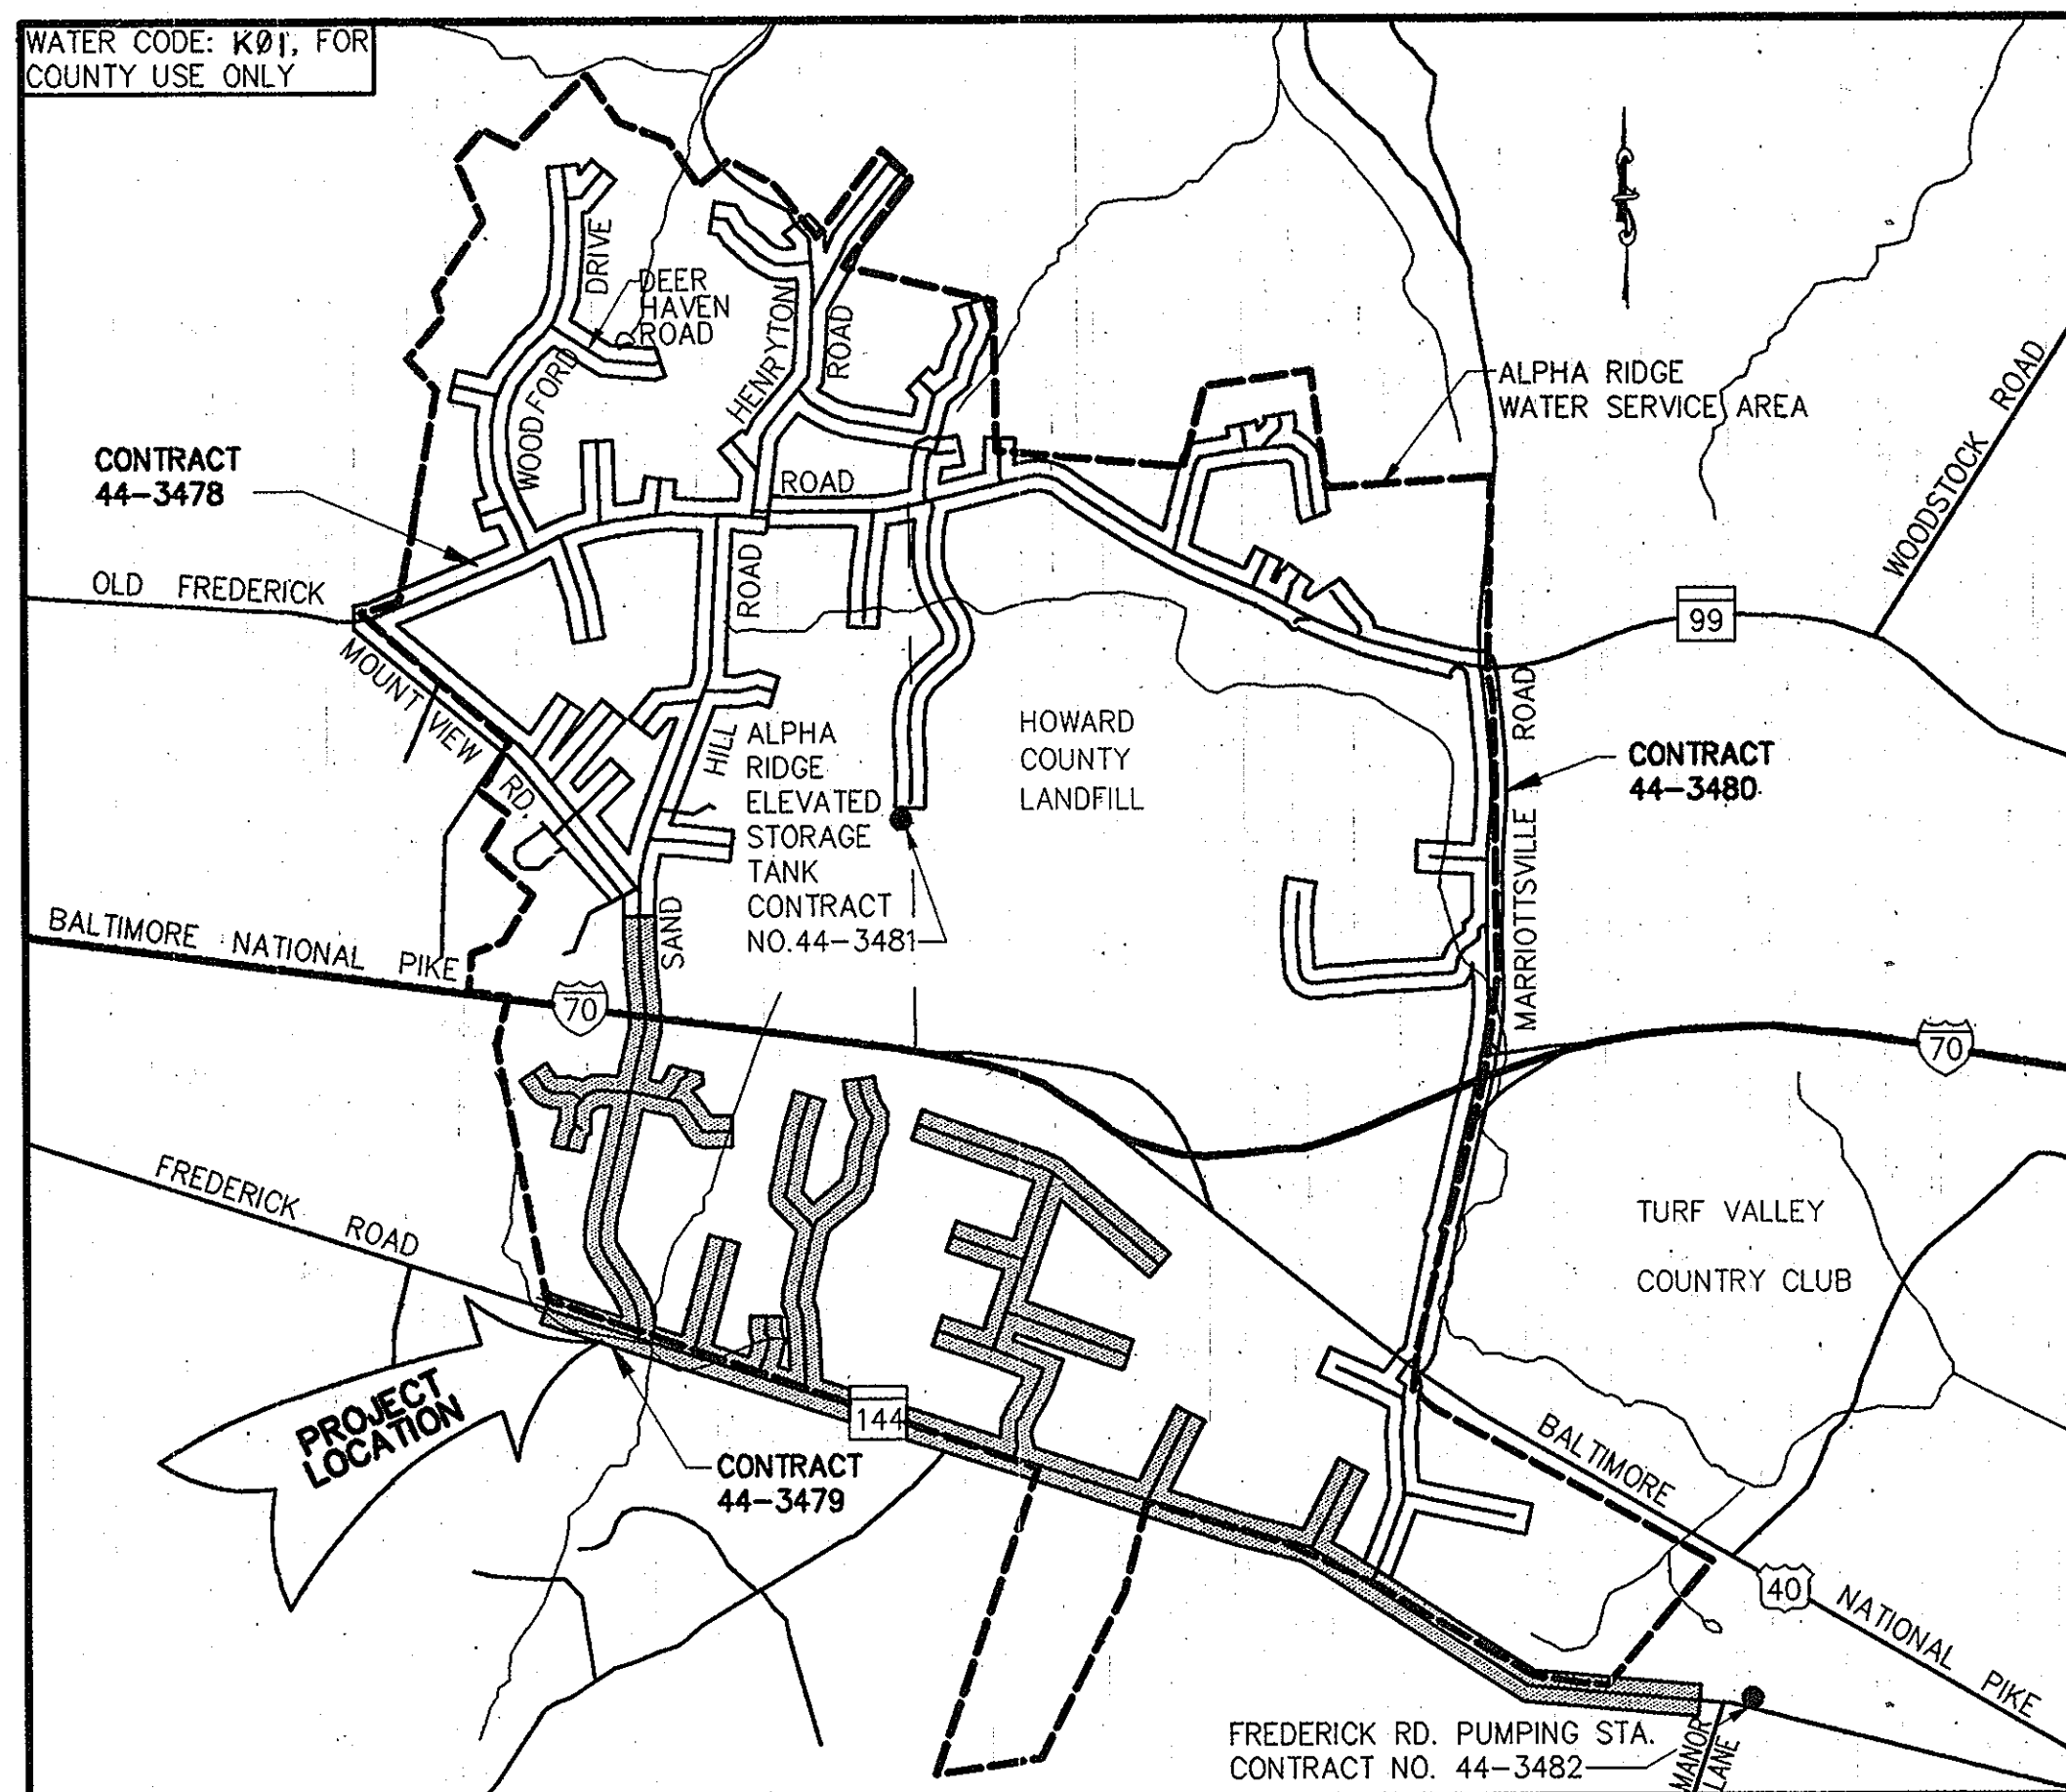 WATER CODE: KØ1, FOR
COUNTY USE ONLY
DRIVE
DEER
HAVEN
ROAD
WOODFORD
HENRYTON
ROAD
ALPHA RIDGE
WATER SERVICE AREA
WOODSTOCK ROAD
CONTRACT
44-3478
ROAD
OLD FREDERICK
ROAD
99
MOUNT VIEW RD.
HILL
SAND
ALPHA
RIDGE
ELEVATED
STORAGE
TANK
CONTRACT
NO.44-3481
HOWARD
COUNTY
LANDFILL
ROAD
MARRIOTTSVILLE
CONTRACT
44-3480
BALTIMORE NATIONAL PIKE
70
70
FREDERICK ROAD
TURF VALLEY
COUNTRY CLUB
PROJECT
LOCATION
144
CONTRACT
44-3479
BALTIMORE
40
NATIONAL PIKE
FREDERICK RD. PUMPING STA.
CONTRACT NO. 44-3482
MANOR
LANE